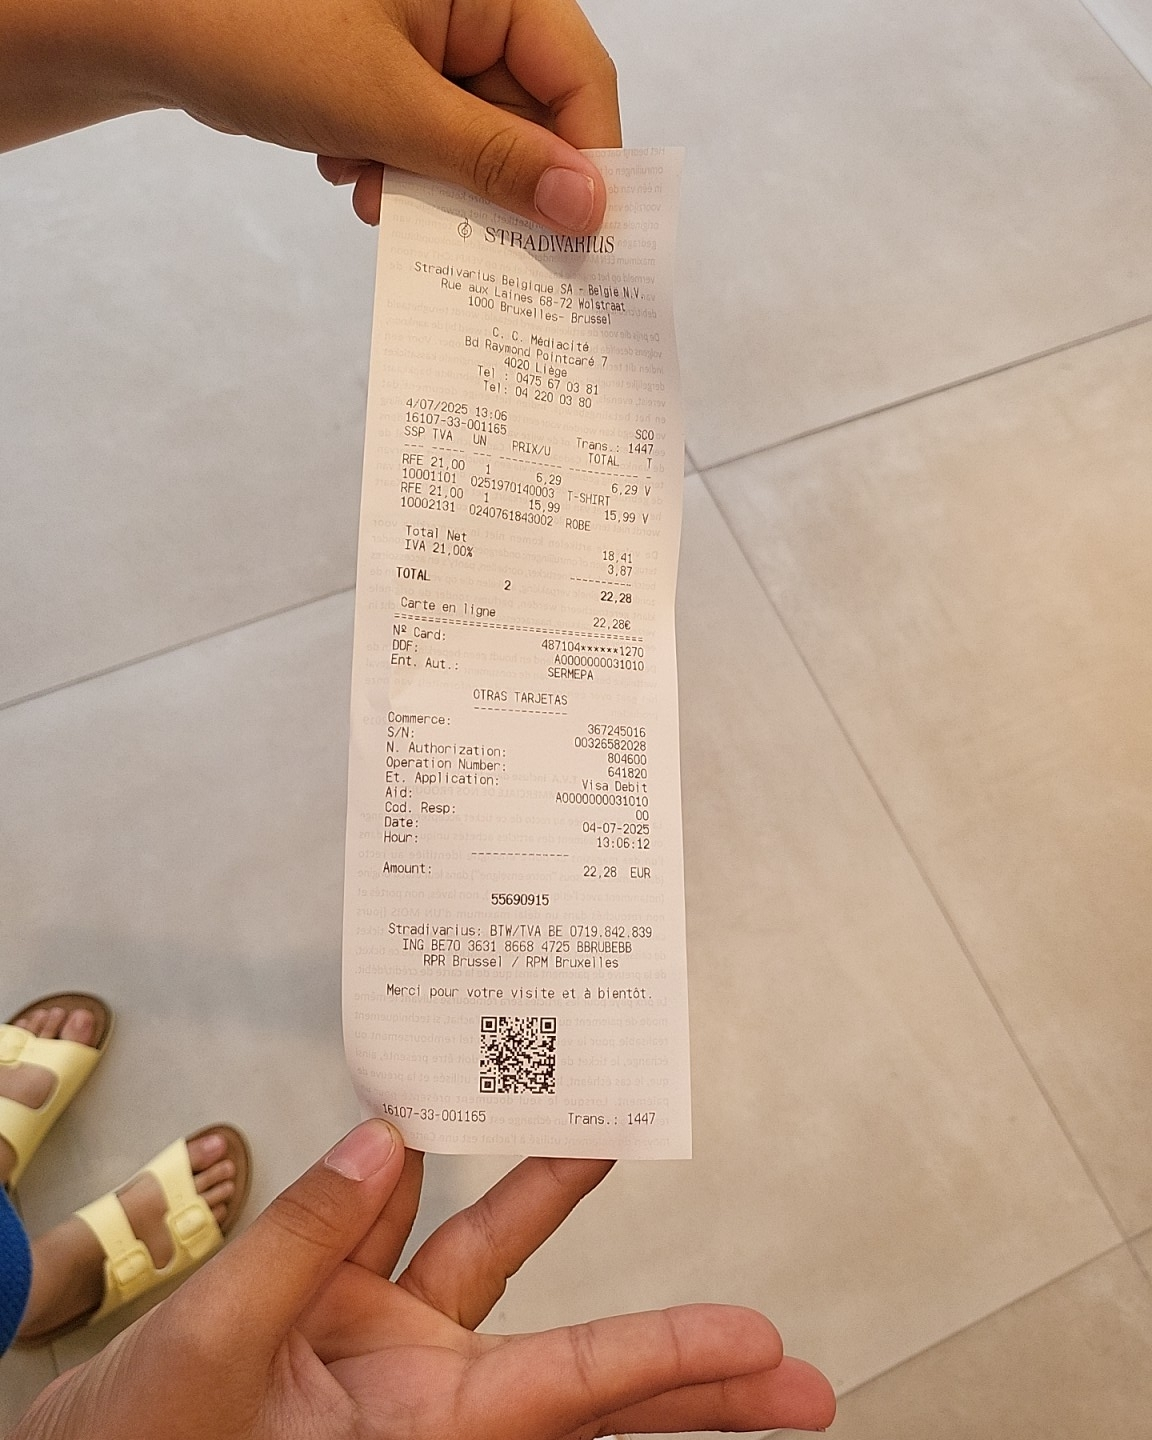 STRADIVARIUS
Stradivarius Belgique SA - België N.V.
Rue aux Laines 68-72 Wolstraat
1000 Bruxelles- Brussel
C. C. Médiacité
Bd Raymond Pointcaré 7
4020 Liège
Tel : 0475 67 03 81
Tel: 04 220 03 80
4/07/2025 13:06 SCO
16107-33-001165 Trans.: 1447
SSP TVA UN PRIX/U TOTAL T
RFE 21,00 1 6,29 6,29 V
10001101 0251970140003 T-SHIRT
RFE 21,00 1 15,99 15,99 V
10002131 0240761843002 ROBE
Total Net 18,41
IVA 21,00% 3,87
TOTAL 2 22,28
Carte en ligne 22,28€
Nº Card: 487104******1270
DDF: A0000000031010
Ent. Aut.: SERMEPA
OTRAS TARJETAS
Commerce: 367245016
S/N: 00326582028
N. Authorization: 804600
Operation Number: 641820
Et. Application: Visa Debit
Aid: A0000000031010
Cod. Resp: 00
Date: 04-07-2025
Hour: 13:06:12
Amount: 22,28 EUR
55690915
Stradivarius: BTW/TVA BE 0719.842.839
ING BE70 3631 8668 4725 BBRUBEBB
RPR Brussel / RPM Bruxelles
Merci pour votre visite et à bientôt.
16107-33-001165 Trans.: 1447